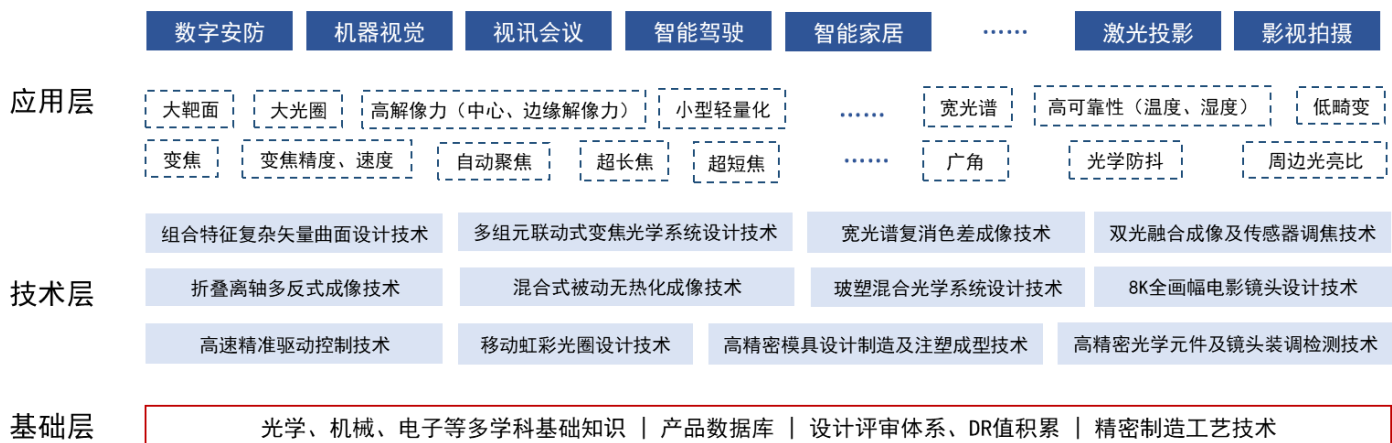 数字安防 机器视觉 视讯会议 智能驾驶 智能家居 …… 激光投影 影视拍摄
应用层
大靶面 大光圈 高解像力（中心、边缘解像力） 小型轻量化 …… 宽光谱 高可靠性（温度、湿度） 低畸变
变焦 变焦精度、速度 自动聚焦 超长焦 超短焦 …… 广角 光学防抖 周边光亮比
组合特征复杂矢量曲面设计技术 多组元联动式变焦光学系统设计技术 宽光谱复消色差成像技术 双光融合成像及传感器调焦技术
技术层
折叠离轴多反式成像技术 混合式被动无热化成像技术 玻塑混合光学系统设计技术 8K全画幅电影镜头设计技术
高速精准驱动控制技术 移动虹彩光圈设计技术 高精密模具设计制造及注塑成型技术 高精密光学元件及镜头装调检测技术
基础层
光学、机械、电子等多学科基础知识 | 产品数据库 | 设计评审体系、DR值积累 | 精密制造工艺技术